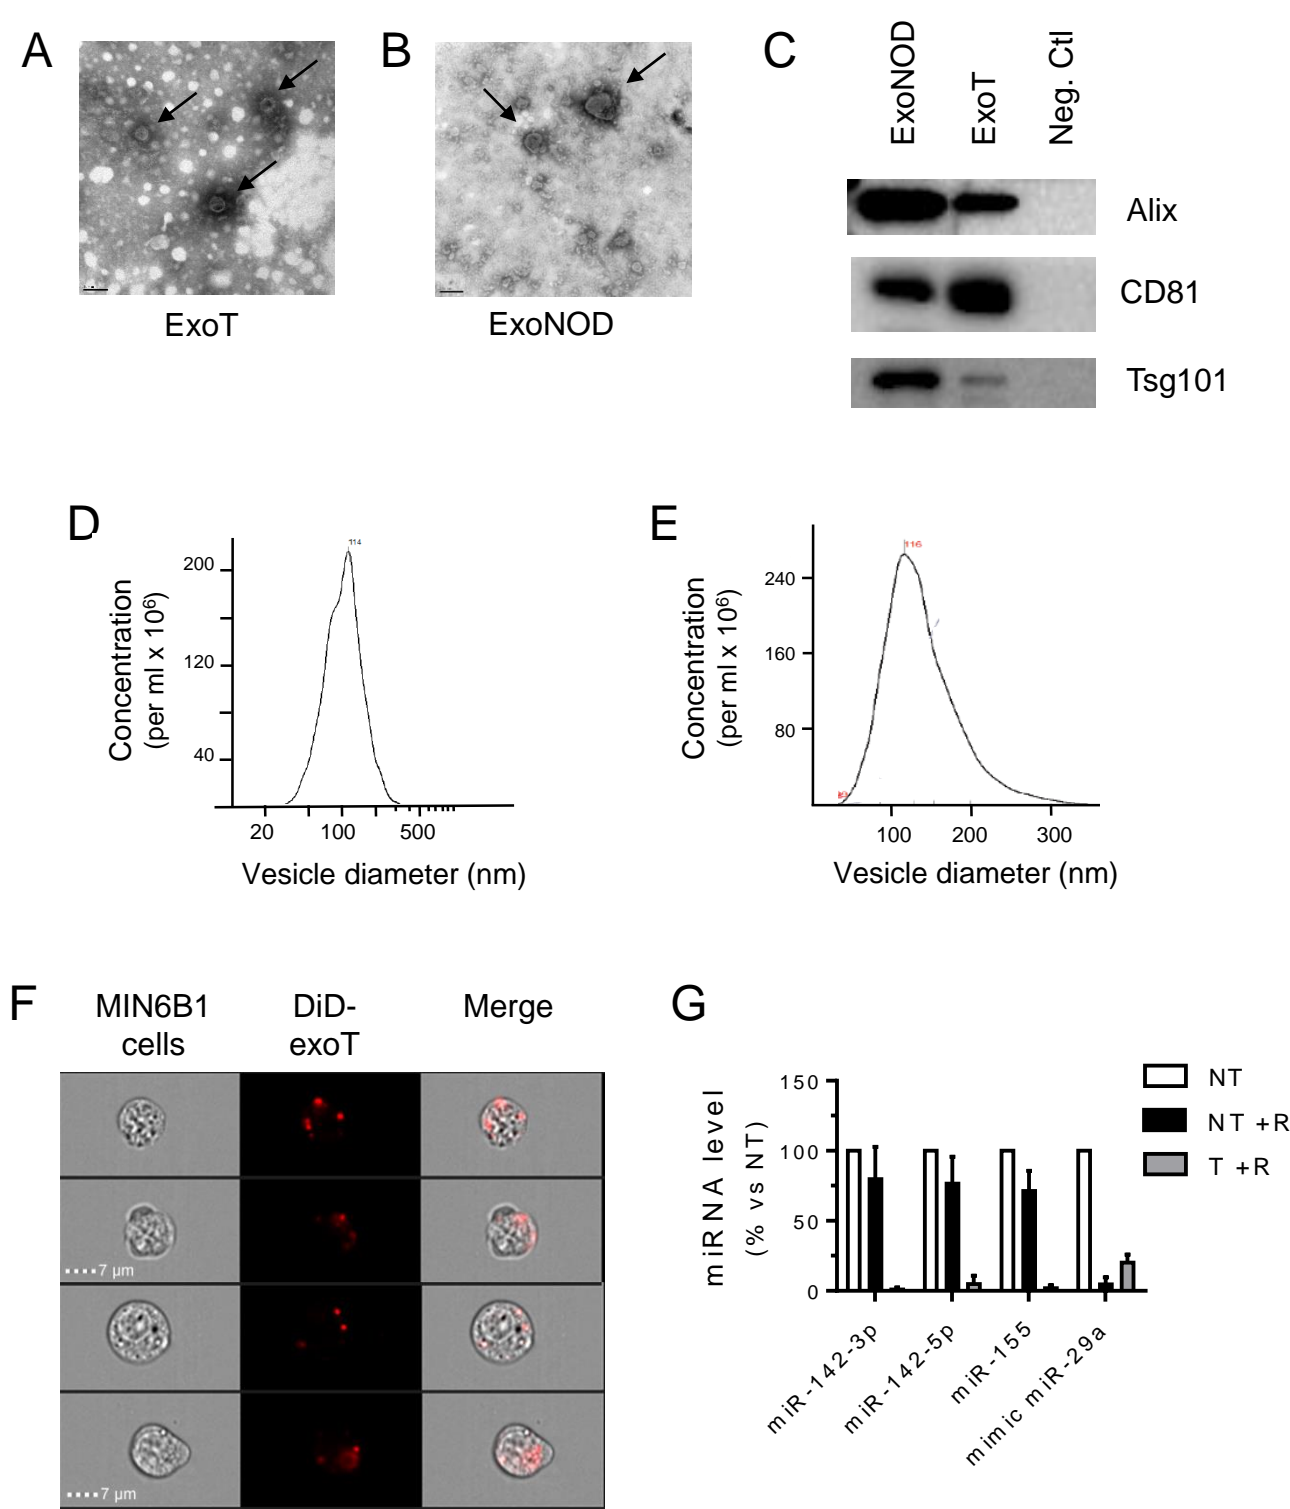 A
B
C
ExoNOD
ExoT
Neg. Ctl
Alix
CD81
Tsg101
ExoT
ExoNOD
D
Concentration
(per ml x 10⁶)
200
120
40
114
20 100 500
Vesicle diameter (nm)
E
Concentration
(per ml x 10⁶)
240
160
80
116
100 200 300
Vesicle diameter (nm)
F
MIN6B1
cells
DiD-
exoT
Merge
7 µm
7 µm
G
miRNA level
(% vs NT)
150
100
50
0
NT
NT +R
T +R
miR-142-3p
miR-142-5p
miR-155
mimic miR-29a